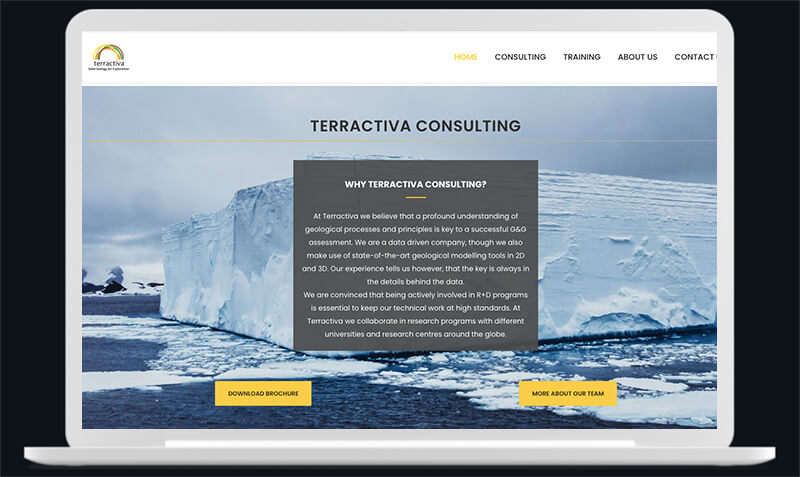 terractiva
Solid Geology for Exploration
HOME
CONSULTING
TRAINING
ABOUT US
CONTACT
TERRACTIVA CONSULTING
WHY TERRACTIVA CONSULTING?
At Terractiva we believe that a profound understanding of
geological processes and principles is key to a successful G&G
assessment. We are a data driven company, though we also
make use of state-of-the-art geological modelling tools in 2D
and 3D. Our experience tells us however, that the key is always in
the details behind the data.
We are convinced that being actively involved in R+D programs
is essential to keep our technical work at high standards. At
Terractiva we collaborate in research programs with different
universities and research centres around the globe.
DOWNLOAD BROCHURE
MORE ABOUT OUR TEAM